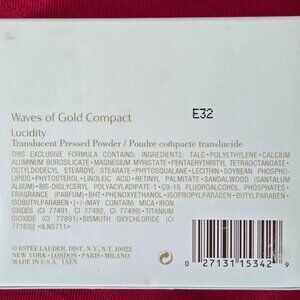 Waves of Gold Compact
E32
Lucidity
Translucent Pressed Powder / Poudre compacte translucide
THIS EXCLUSIVE FORMULA CONTAINS: INGREDIENTS: TALC•POLYETHYLENE•CALCIUM
ALUMINUM BOROSILICATE•MAGNESIUM MYRISTATE•PENTAERYTHRITYL TETRAOCTANOATE•
OCTYLDODECYL STEAROYL STEARATE•PHYTOSQUALANE•LECITHIN•SOYBEAN PHOSPHO-
LIPIDS•PHYTOSTEROL•LINOLEIC ACID•RETINYL PALMITATE•SANDALWOOD (SANTALUM
ALBUM)•BIS-DIGLYCERYL POLYACYLADIPATE-1•C9-15 FLUOROALCOHOL PHOSPHATES•
FRAGRANCE (PARFUM)•BHT•PHENOXYETHANOL•ISOPROPYLPARABEN•BUTYLPARABEN
•ISOBUTYLPARABEN•[+/-(MAY CONTAIN) MICA•IRON
OXIDES (CI 77491, CI 77492, CI 77499)•TITANIUM
DIOXIDE (CI 77891)•BISMUTH OXYCHLORIDE (CI
77163)] <ILN5711>
© ESTĒE LAUDER, DIST. N.Y., N.Y. 10022
NEW YORK•LONDON•PARIS•MILANO
MADE IN U.S.A. 1AEN
0 27131 15342 9